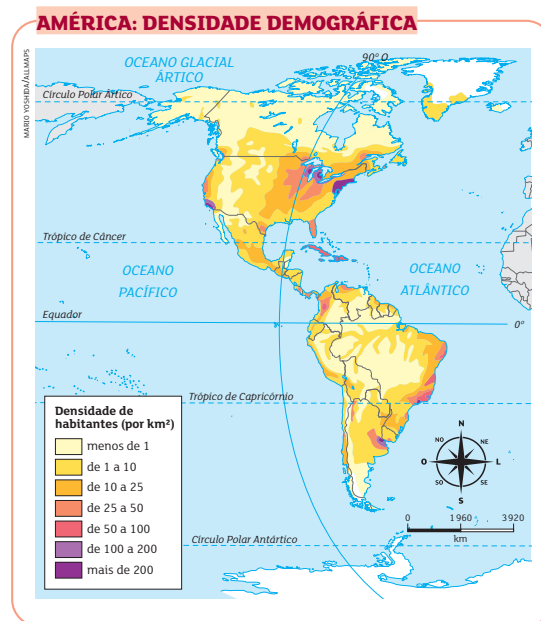 AMÉRICA: DENSIDADE DEMOGRÁFICA
MARIO YOSHIDA/ALLMAPS
OCEANO GLACIAL
ÁRTICO
90° O
Círculo Polar Ártico
Trópico de Câncer
OCEANO
PACÍFICO
OCEANO
ATLÂNTICO
Equador
0°
Trópico de Capricórnio
Densidade de
habitantes (por km²)
menos de 1
de 1 a 10
de 10 a 25
de 25 a 50
de 50 a 100
de 100 a 200
mais de 200
N
NO
NE
O
L
SO
SE
S
0
1 960
3 920
km
Círculo Polar Antártico